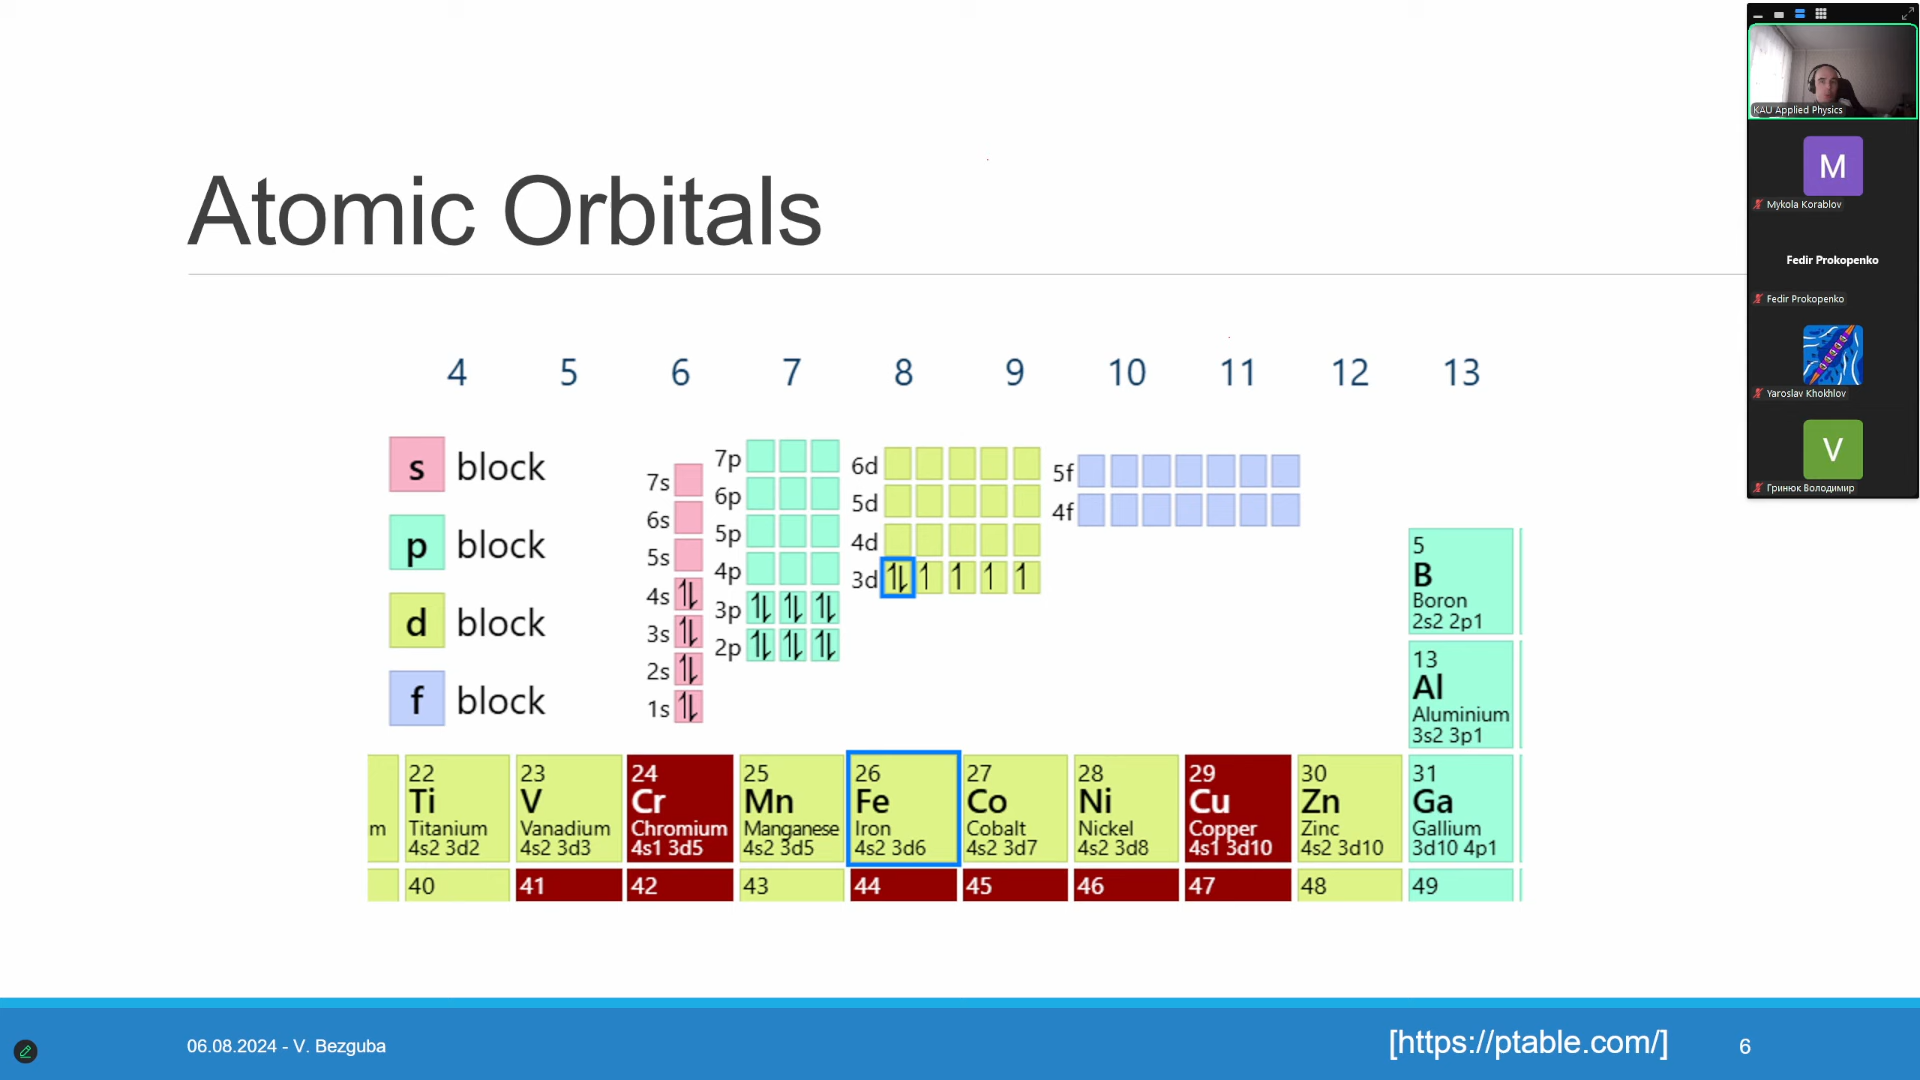 Atomic Orbitals
4 5 6 7 8 9 10 11 12 13
s block
p block
d block
f block
7s
6s
5s
4s
3s
2s
1s
7p
6p
5p
4p
3p
2p
6d
5d
4d
3d
5f
4f
5
B
Boron
2s2 2p1
13
Al
Aluminium
3s2 3p1
m
22
Ti
Titanium
4s2 3d2
23
V
Vanadium
4s2 3d3
24
Cr
Chromium
4s1 3d5
25
Mn
Manganese
4s2 3d5
26
Fe
Iron
4s2 3d6
27
Co
Cobalt
4s2 3d7
28
Ni
Nickel
4s2 3d8
29
Cu
Copper
4s1 3d10
30
Zn
Zinc
4s2 3d10
31
Ga
Gallium
3d10 4p1
40 41 42 43 44 45 46 47 48 49
06.08.2024 - V. Bezguba
[https://ptable.com/]
6
KAU Applied Physics
M
Mykola Korablov
Fedir Prokopenko
Fedir Prokopenko
Yaroslav Khokhlov
V
Гринюк Володимир